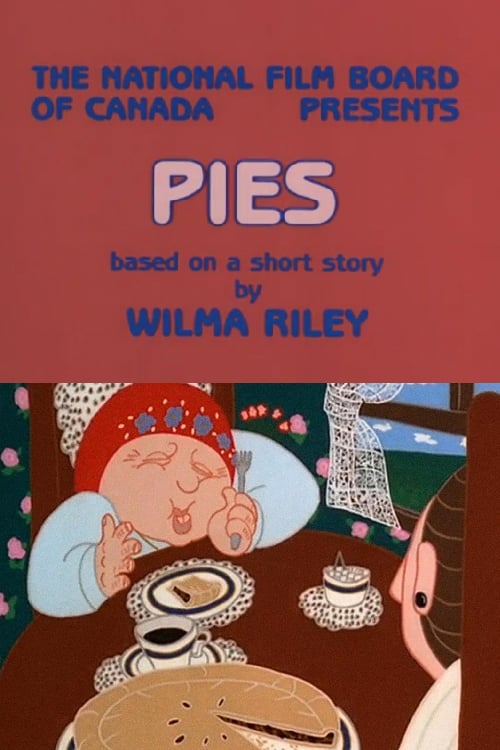 THE NATIONAL FILM BOARD
OF CANADA PRESENTS
PIES
based on a short story
by
WILMA RILEY